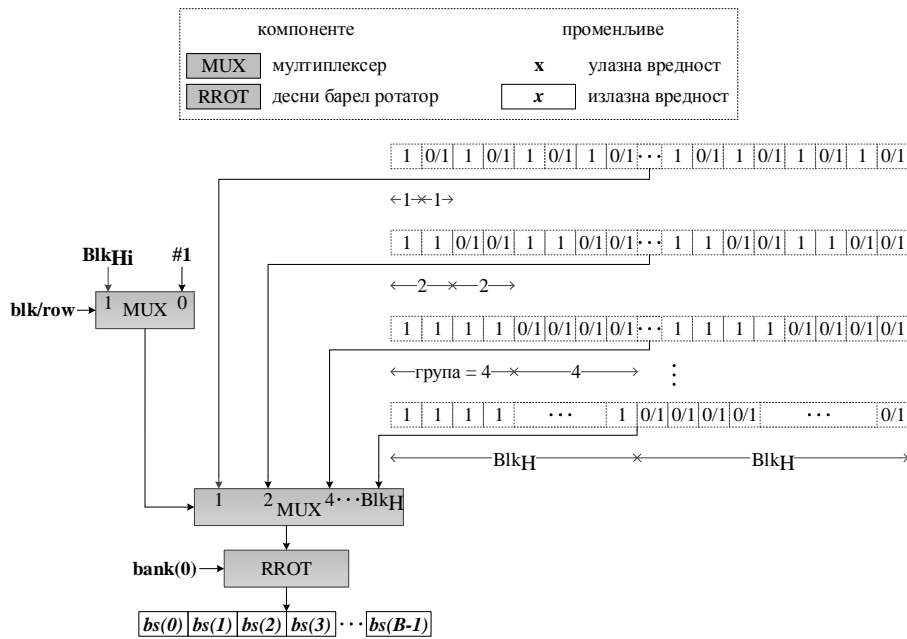 компоненте променљиве
MUX мултиплексер x улазна вредност
RROT десни барел ротатор x излазна вредност
1 0/1 1 0/1 1 0/1 1 0/1 ... 1 0/1 1 0/1 1 0/1 1 0/1
1 1
1 1 0/1 0/1 1 1 0/1 0/1 ... 1 1 0/1 0/1 1 1 0/1 0/1
BlkHi #1
2 2
blk/row 1 MUX 0
1 1 1 1 0/1 0/1 0/1 0/1 ... 1 1 1 1 0/1 0/1 0/1 0/1
група = 4 4
1 1 1 1 ... 1 0/1 0/1 0/1 0/1 ... 0/1
BlkH BlkH
1 2 4 ... BlkH
MUX
bank(0) RROT
bs(0) bs(1) bs(2) bs(3) ... bs(B-1)